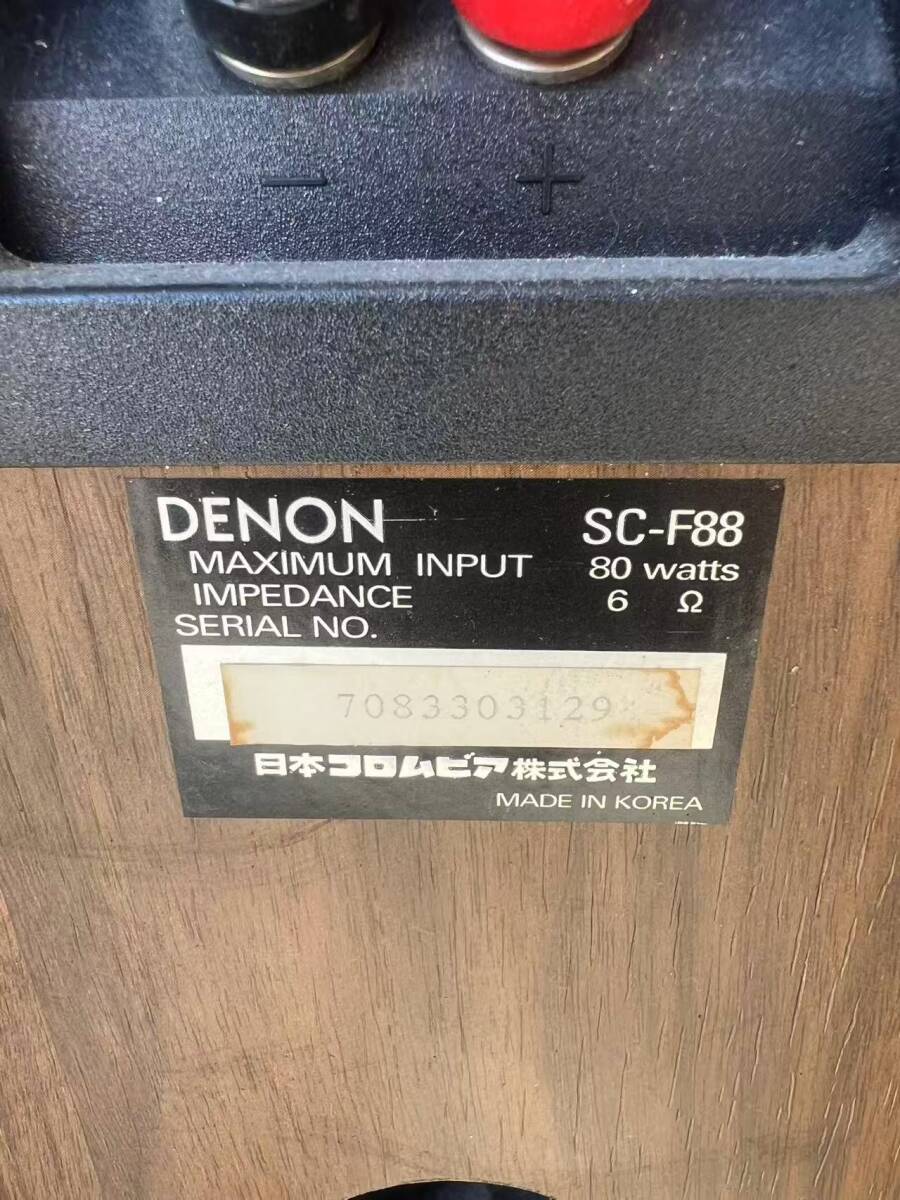 − +
DENON SC-F88
MAXIMUM INPUT 80 watts
IMPEDANCE 6 Ω
SERIAL NO.
7083303129
日本コロムビア株式会社
MADE IN KOREA